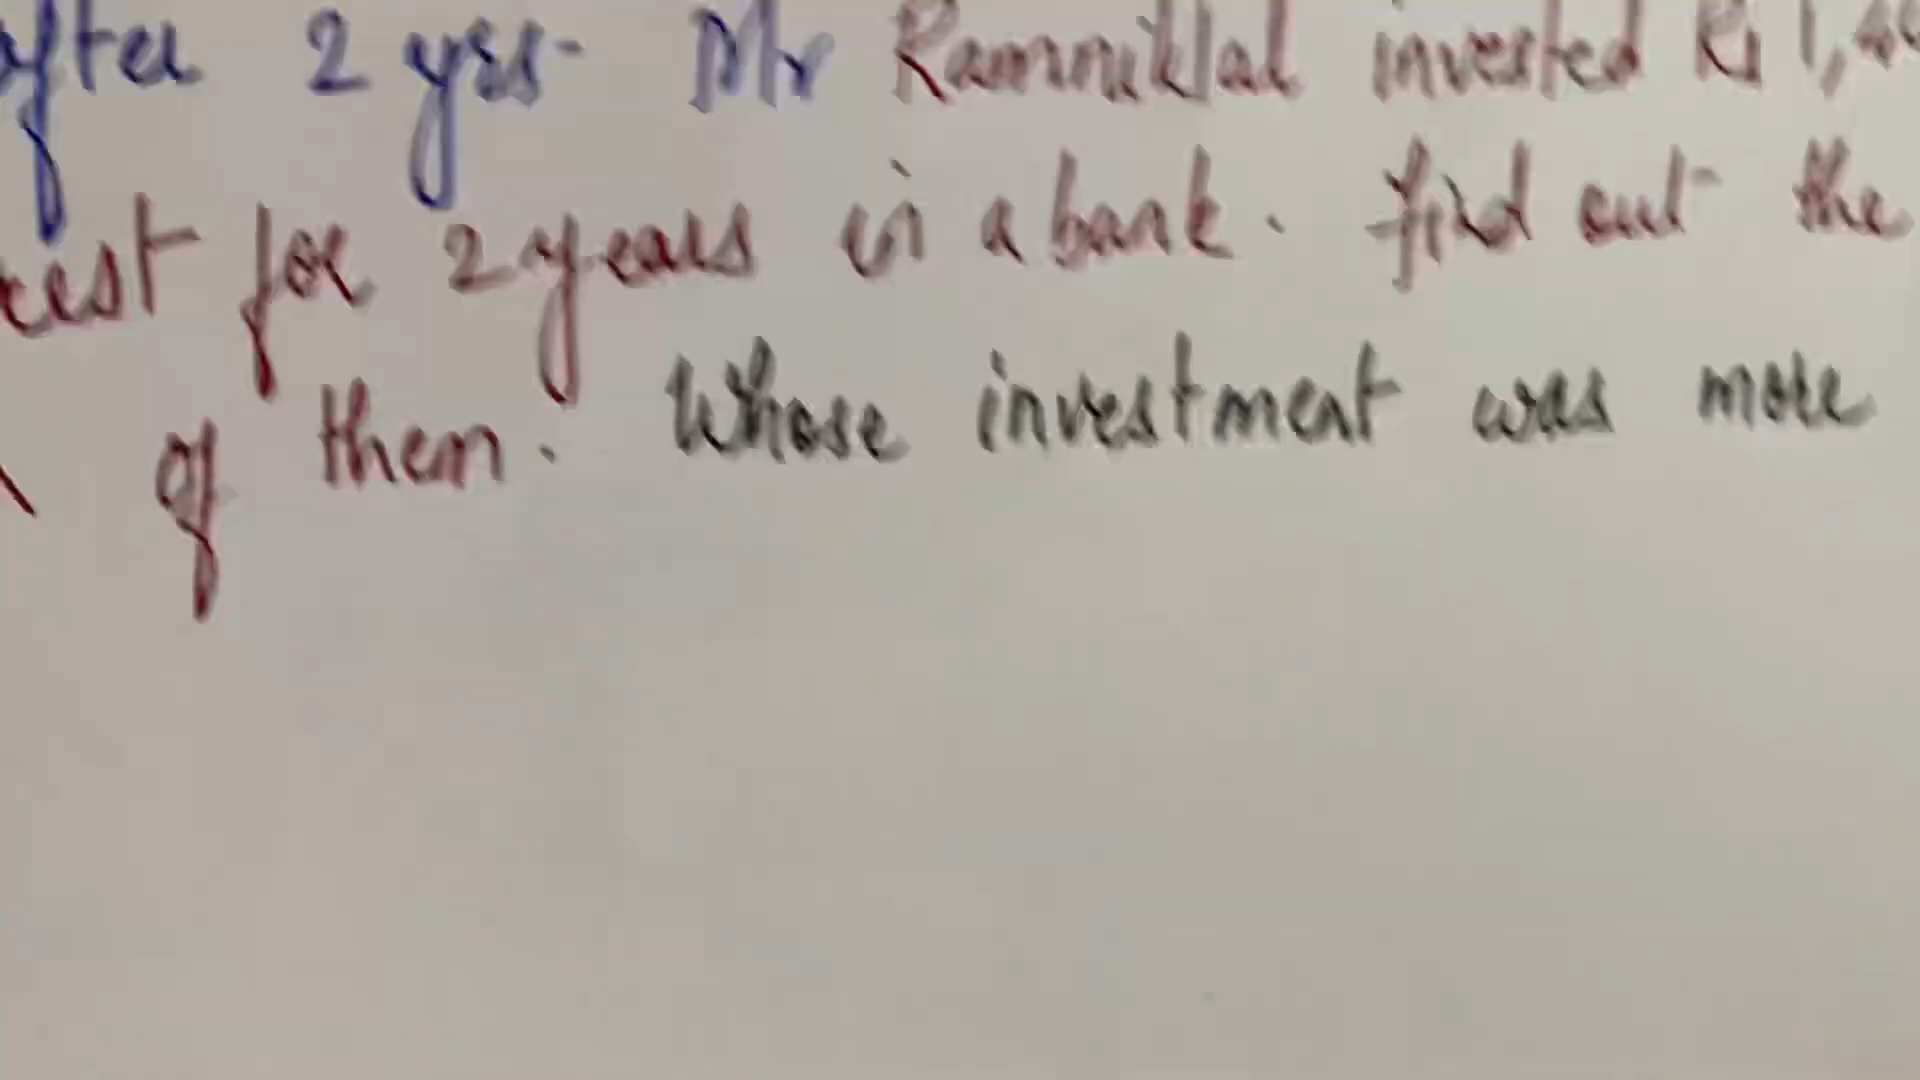 after 2 yrs. Mr Ramniklal invested Rs 1,
rest for 2 years in a bank. find out the
of them. Whose investment was more